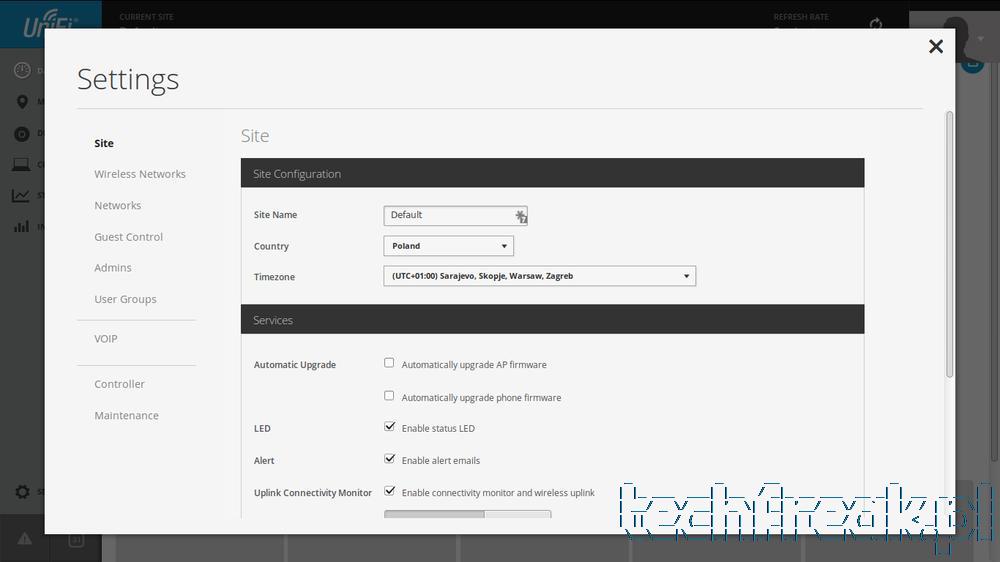 UniFi
CURRENT SITE
REFRESH RATE
Settings
Site
Wireless Networks
Networks
Guest Control
Admins
User Groups
VOIP
Controller
Maintenance
Site
Site Configuration
Site Name Default
Country Poland
Timezone (UTC+01:00) Sarajevo, Skopje, Warsaw, Zagreb
Services
Automatic Upgrade Automatically upgrade AP firmware
Automatically upgrade phone firmware
LED Enable status LED
Alert Enable alert emails
Uplink Connectivity Monitor Enable connectivity monitor and wireless uplink
techfreak.pl